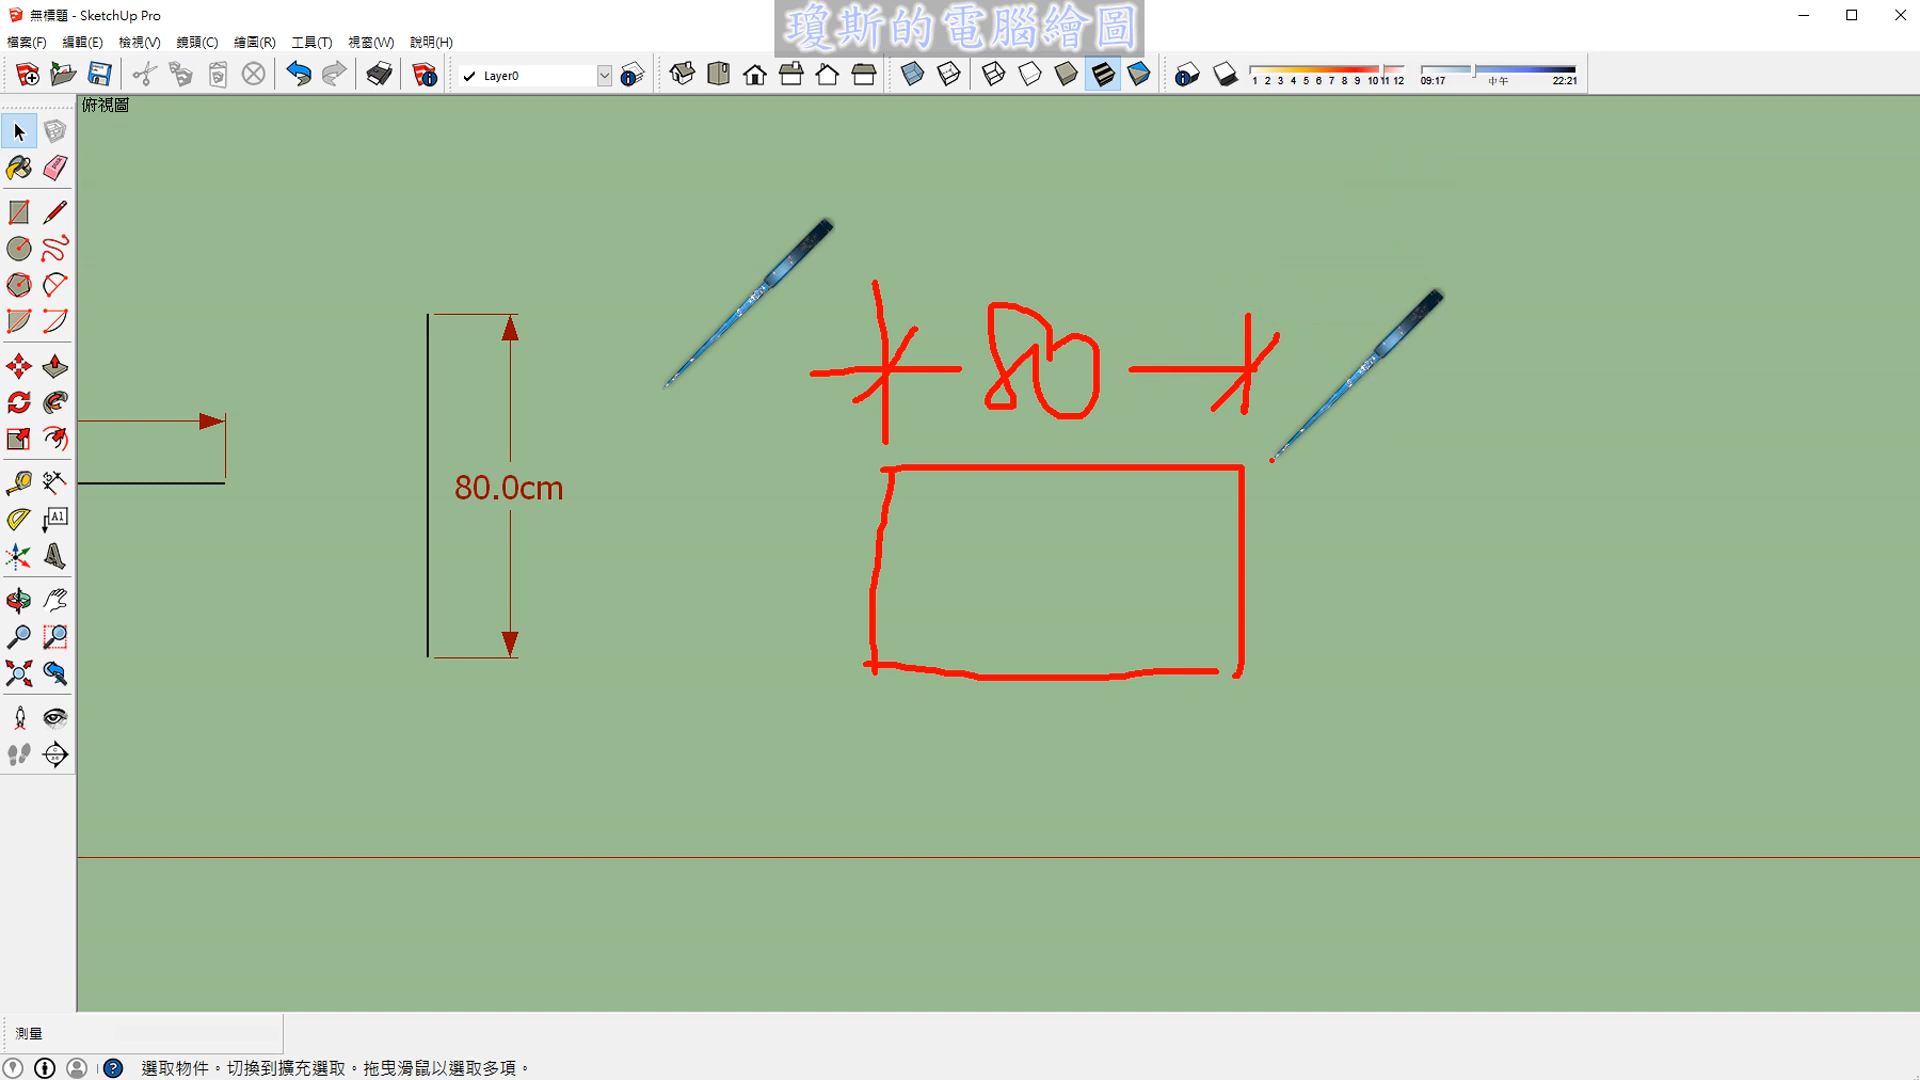 無標題 - SketchUp Pro
瓊斯的電腦繪圖
檔案(F) 編輯(E) 檢視(V) 鏡頭(C) 繪圖(R) 工具(T) 視窗(W) 說明(H)
Layer0
1 2 3 4 5 6 7 8 9 10 11 12
09:17 中午 22:21
俯視圖
80
80.0cm
A1
測量
選取物件。切換到擴充選取。拖曳滑鼠以選取多項。